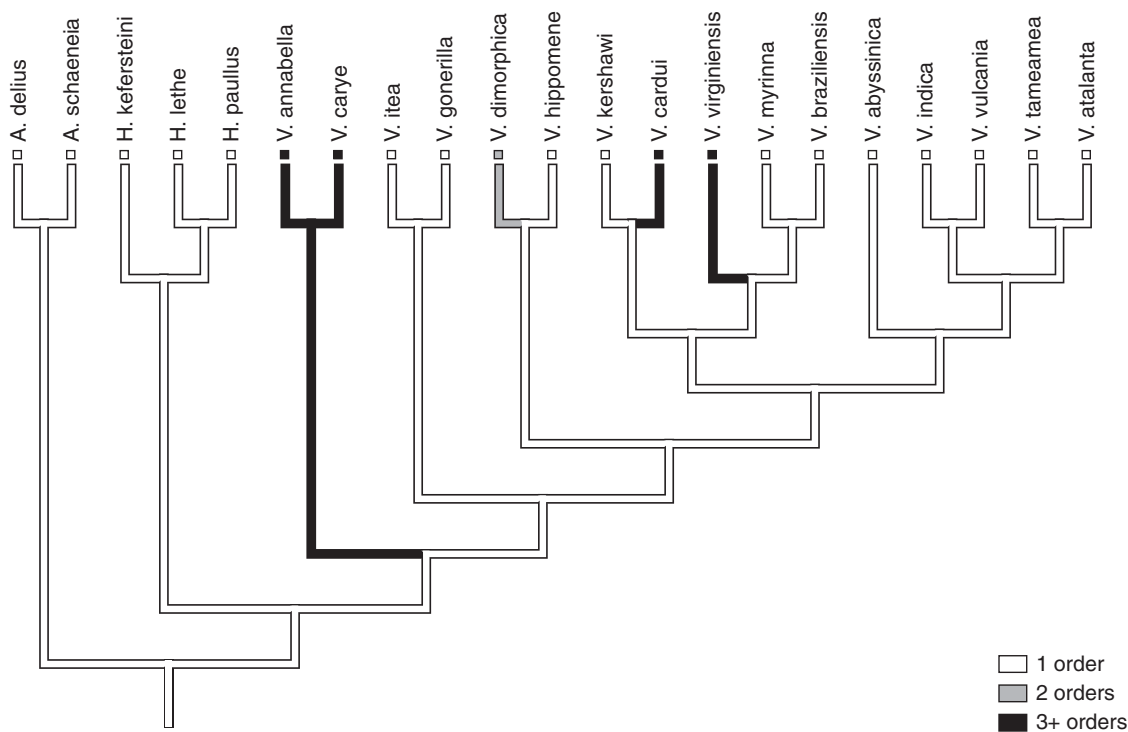 A. delius
A. schaeneia
H. kefersteini
H. lethe
H. paullus
V. annabella
V. carye
V. itea
V. gonerilla
V. dimorphica
V. hippomene
V. kershawi
V. cardui
V. virginiensis
V. myrinna
V. braziliensis
V. abyssinica
V. indica
V. vulcania
V. tameamea
V. atalanta
1 order
2 orders
3+ orders